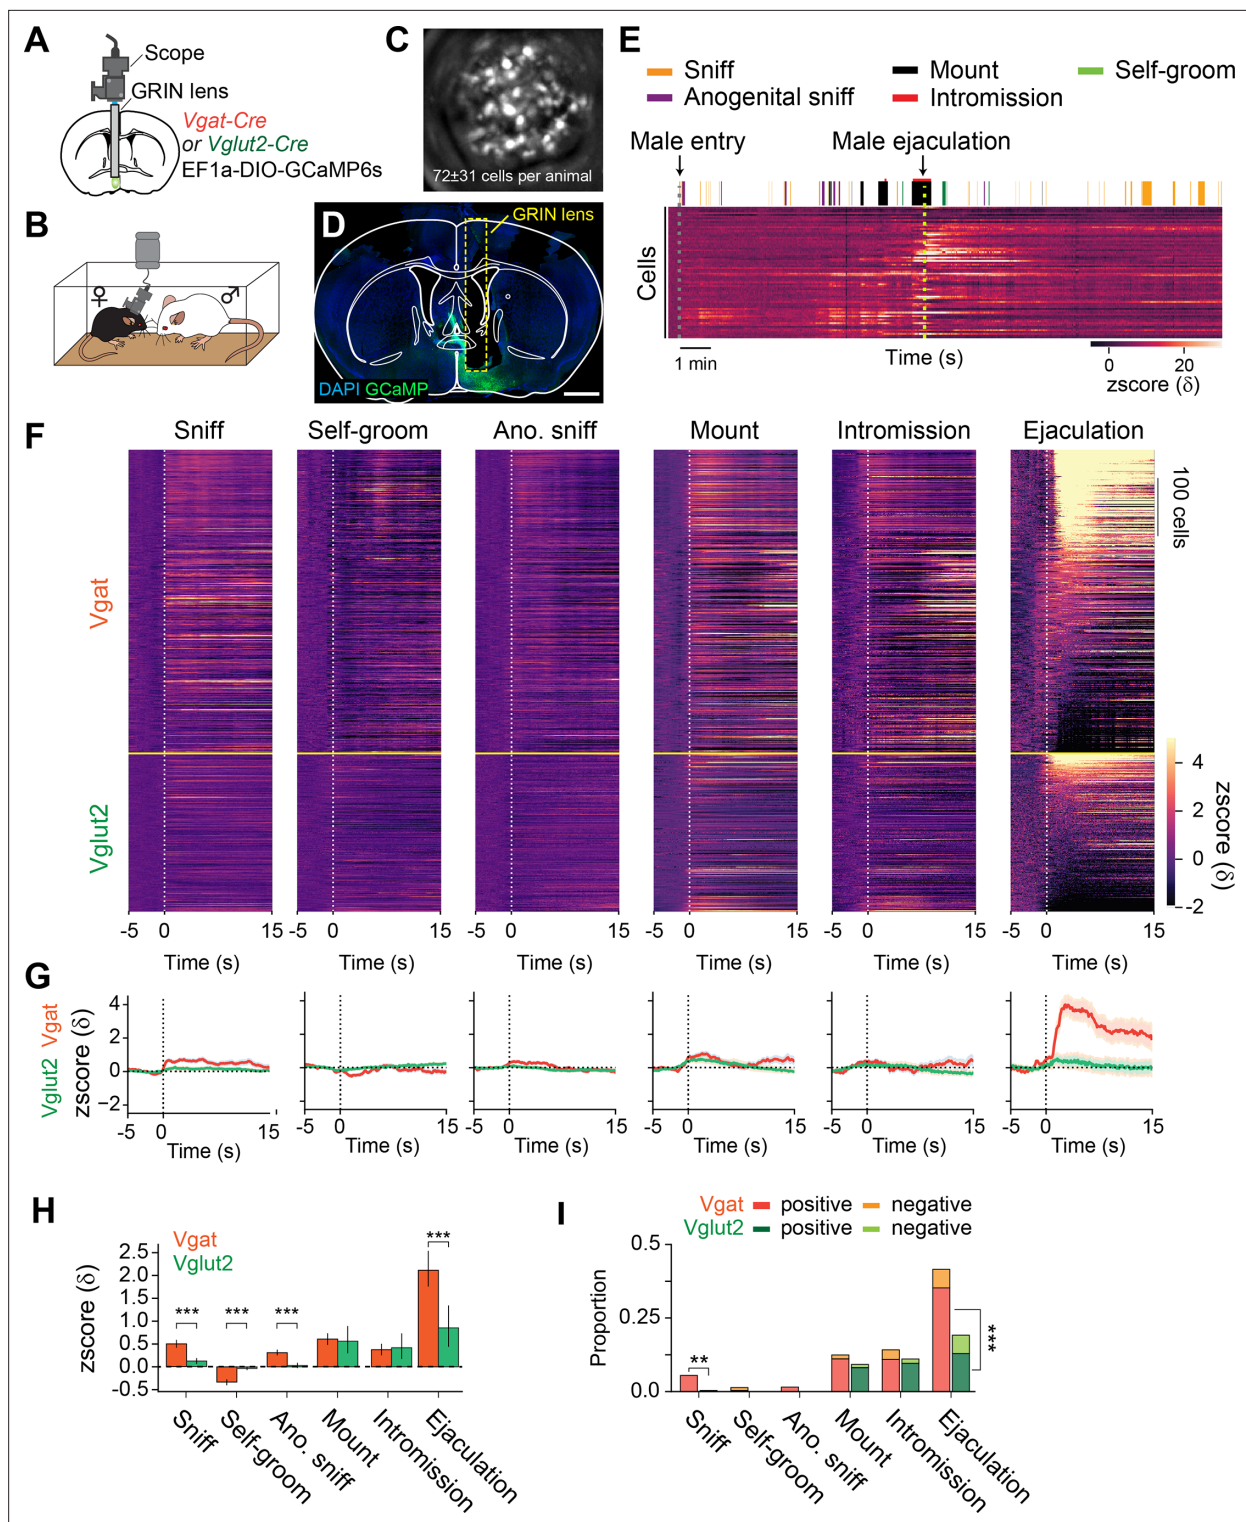 A
Scope
GRIN lens
Vgat-Cre
or Vglut2-Cre
EF1a-DIO-GCaMP6s
B
♀
♂
C
72±31 cells per animal
D
GRIN lens
DAPI GCaMP
E
Sniff
Mount
Self-groom
Anogenital sniff
Intromission
Male entry
Male ejaculation
Cells
1 min
Time (s)
0 20
zscore (δ)
F
Sniff
Self-groom
Ano. sniff
Mount
Intromission
Ejaculation
Vgat
Vglut2
100 cells
4
2
0
-2
zscore (δ)
-5 0 15
-5 0 15
-5 0 15
-5 0 15
-5 0 15
-5 0 15
Time (s)
Time (s)
Time (s)
Time (s)
Time (s)
Time (s)
G
Vglut2 Vgat
zscore (δ)
4
2
0
−2
-5 0 15
-5 0 15
-5 0 15
-5 0 15
-5 0 15
-5 0 15
Time (s)
Time (s)
Time (s)
Time (s)
Time (s)
Time (s)
H
Vgat
Vglut2
zscore (δ)
2.5
2.0
1.5
1.0
0.5
0.0
-0.5
***
***
***
***
Sniff
Self-groom
Ano. sniff
Mount
Intromission
Ejaculation
I
Vgat positive negative
Vglut2 positive negative
Proportion
0.5
0.25
0.0
**
***
Sniff
Self-groom
Ano. sniff
Mount
Intromission
Ejaculation